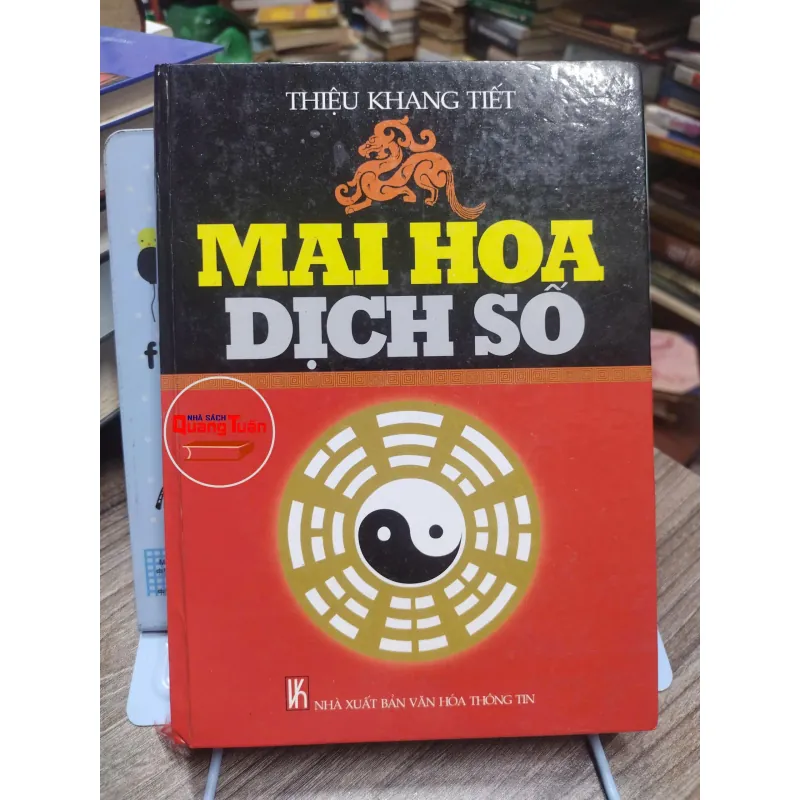 THIỆU KHANG TIẾT
MAI HOA
DỊCH SỐ
NHÀ SÁCH
Quang Tuấn
NHÀ XUẤT BẢN VĂN HÓA THÔNG TIN